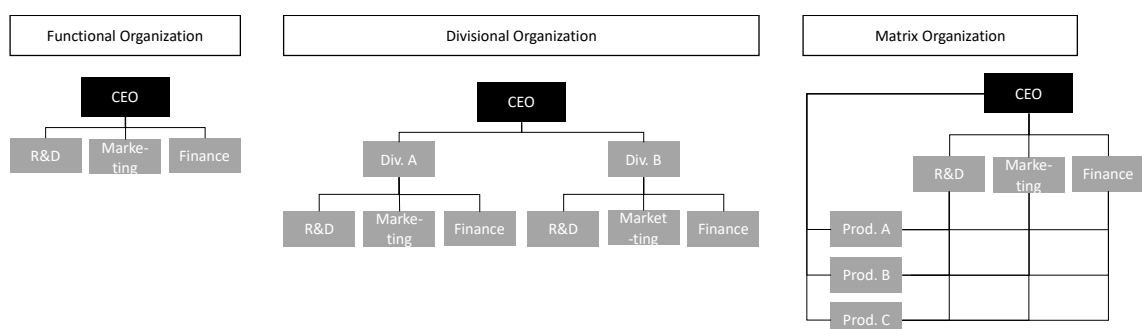 Functional Organization
Divisional Organization
Matrix Organization
CEO
R&D
Marke-
ting
Finance
CEO
Div. A
Div. B
R&D
Marke-
ting
Finance
R&D
Market
-ting
Finance
CEO
R&D
Marke-
ting
Finance
Prod. A
Prod. B
Prod. C